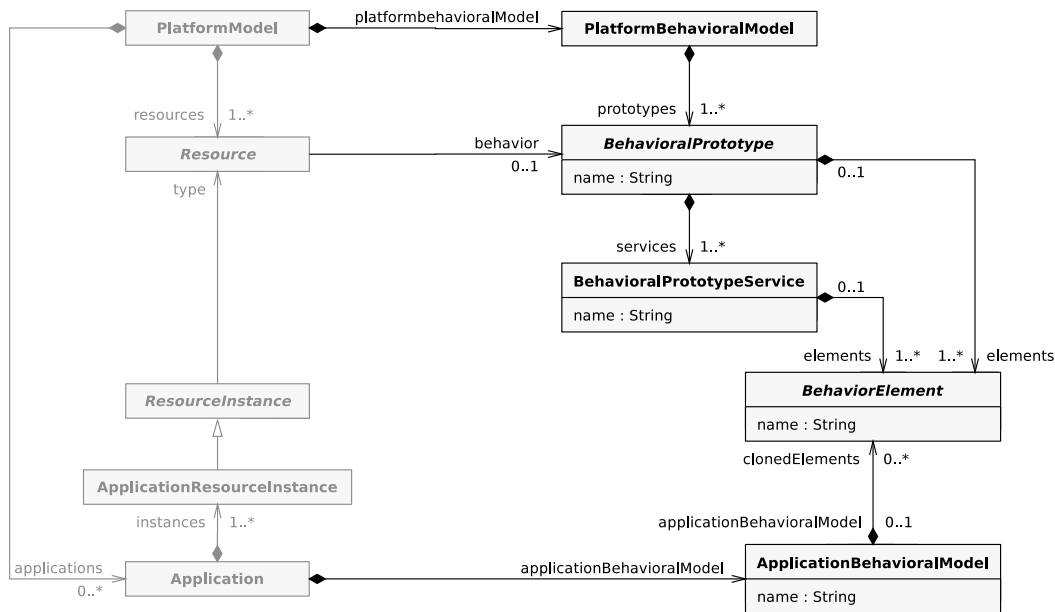 platformbehavioralModel
PlatformModel
PlatformBehavioralModel
resources 1..*
prototypes 1..*
Resource
behavior
0..1
BehavioralPrototype
name : String
0..1
type
services 1..*
BehavioralPrototypeService
name : String
0..1
elements 1..*
1..* elements
ResourceInstance
BehaviorElement
name : String
clonedElements 0..*
ApplicationResourceInstance
instances 1..*
applicationBehavioralModel 0..1
applications
0..*
Application
applicationBehavioralModel
ApplicationBehavioralModel
name : String